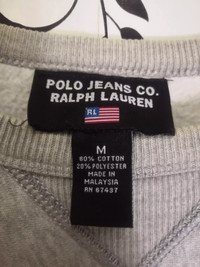 POLO JEANS CO.
RALPH LAUREN
RL
M
80% COTTON
20% POLYESTER
MADE IN
MALAYSIA
RN 67437